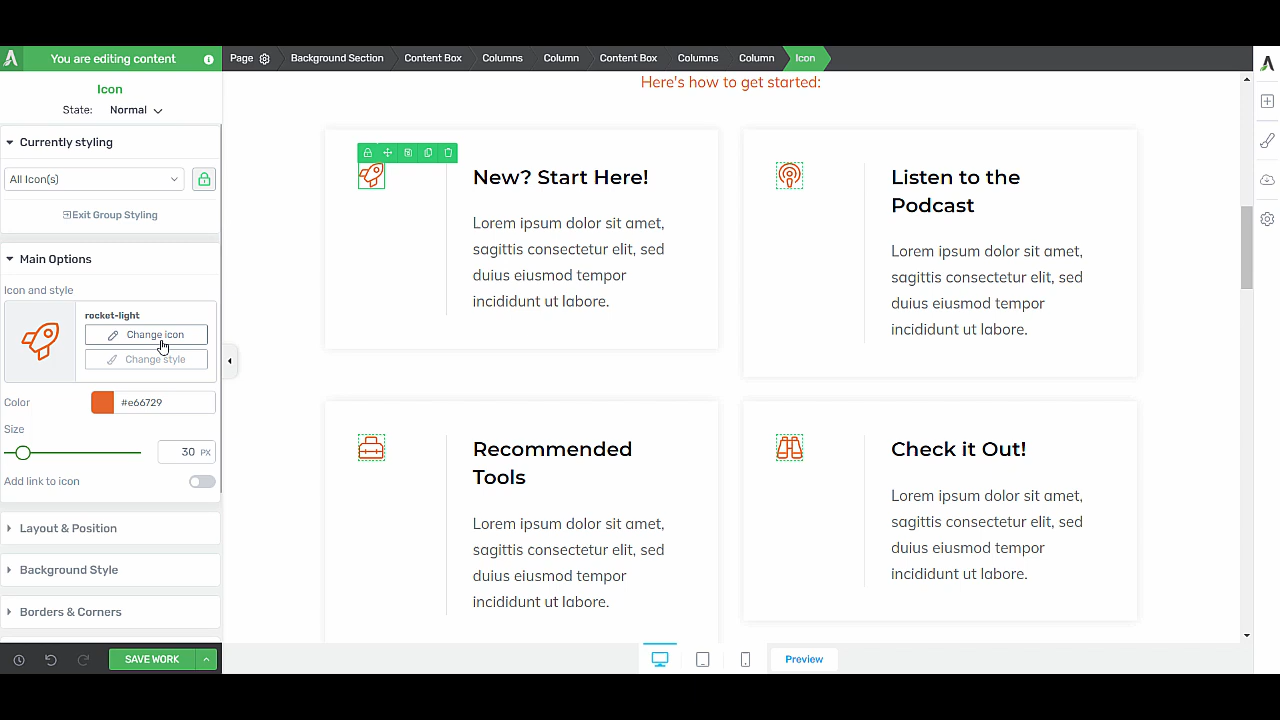 You are editing content
Page
Background Section
Content Box
Columns
Column
Content Box
Columns
Column
Icon
Icon
State: Normal
Currently styling
All Icon(s)
Exit Group Styling
Main Options
Icon and style
rocket-light
Change icon
Change style
Color #e66729
Size
30 PX
Add link to icon
Layout & Position
Background Style
Borders & Corners
SAVE WORK
Here's how to get started:
New? Start Here!
Lorem ipsum dolor sit amet,
sagittis consectetur elit, sed
duius eiusmod tempor
incididunt ut labore.
Listen to the
Podcast
Lorem ipsum dolor sit amet,
sagittis consectetur elit, sed
duius eiusmod tempor
incididunt ut labore.
Recommended
Tools
Lorem ipsum dolor sit amet,
sagittis consectetur elit, sed
duius eiusmod tempor
incididunt ut labore.
Check it Out!
Lorem ipsum dolor sit amet,
sagittis consectetur elit, sed
duius eiusmod tempor
incididunt ut labore.
Preview